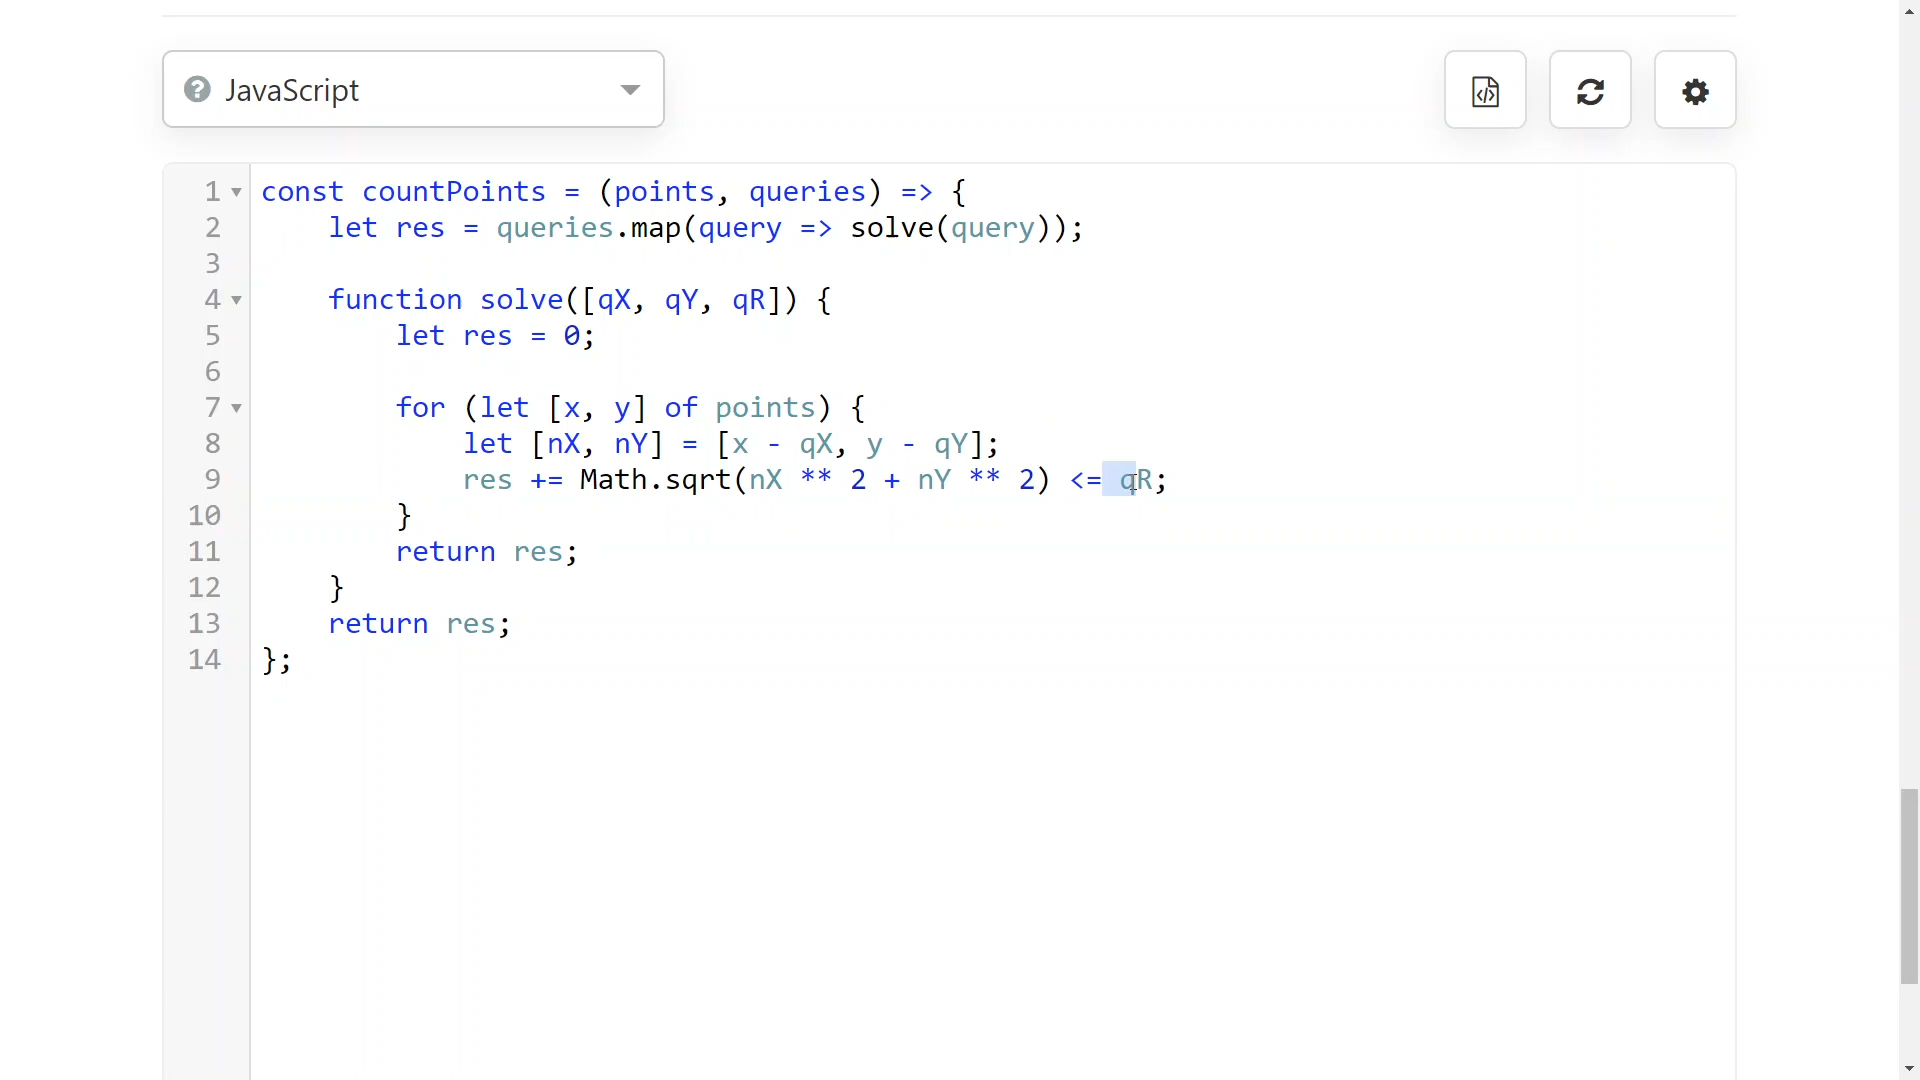 JavaScript
1 const countPoints = (points, queries) => {
2     let res = queries.map(query => solve(query));
3
4     function solve([qX, qY, qR]) {
5         let res = 0;
6
7         for (let [x, y] of points) {
8             let [nX, nY] = [x - qX, y - qY];
9             res += Math.sqrt(nX ** 2 + nY ** 2) <= qR;
10         }
11         return res;
12     }
13     return res;
14 };